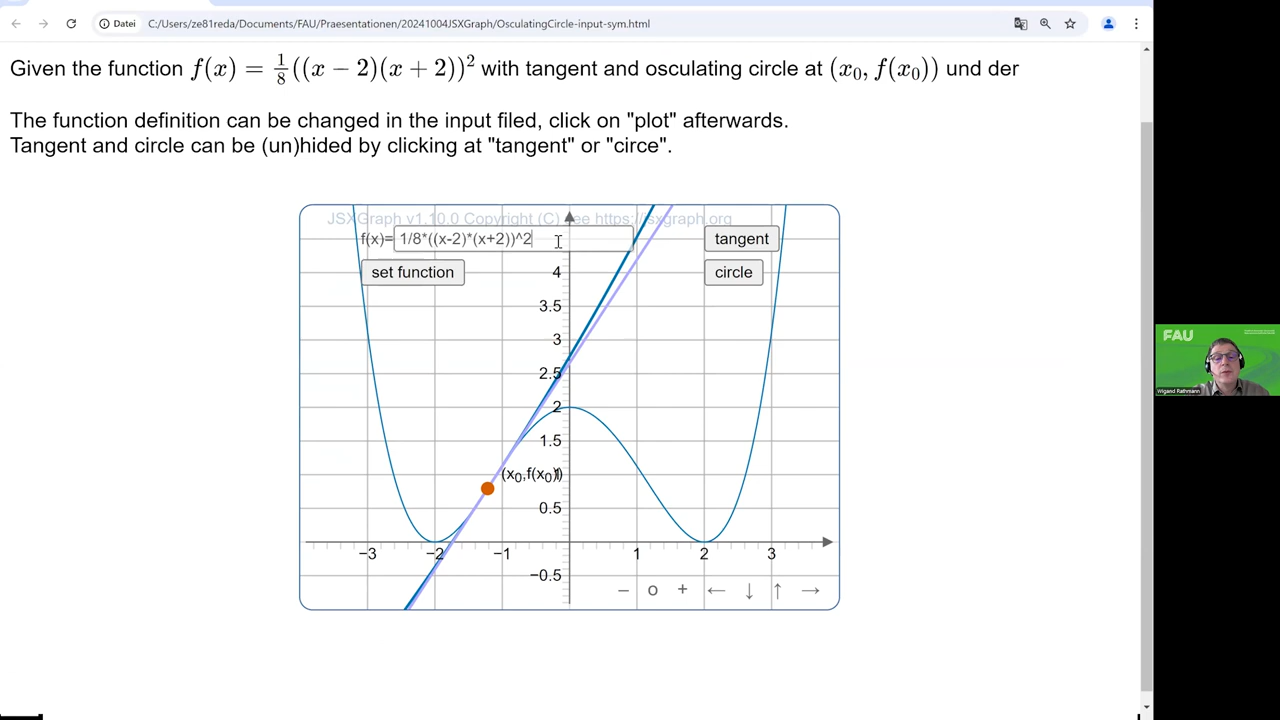 Datei C:/Users/ze81reda/Documents/FAU/Praesentationen/20241004JSXGraph/OsculatingCircle-input-sym.html
Given the function f(x) = 1/8((x − 2)(x + 2))² with tangent and osculating circle at (x₀, f(x₀)) und der
The function definition can be changed in the input filed, click on "plot" afterwards.
Tangent and circle can be (un)hided by clicking at "tangent" or "circe".
JSXGraph v1.10.0 Copyright (C) see https://jsxgraph.org
f(x)= 1/8*((x-2)*(x+2))^2
tangent
set function
circle
4
3.5
3
2.5
2
1.5
(x₀,f(x₀))
0.5
−3 −2 −1 1 2 3
−0.5
− o + ← ↓ ↑ →
FAU
Wigand Rathmann